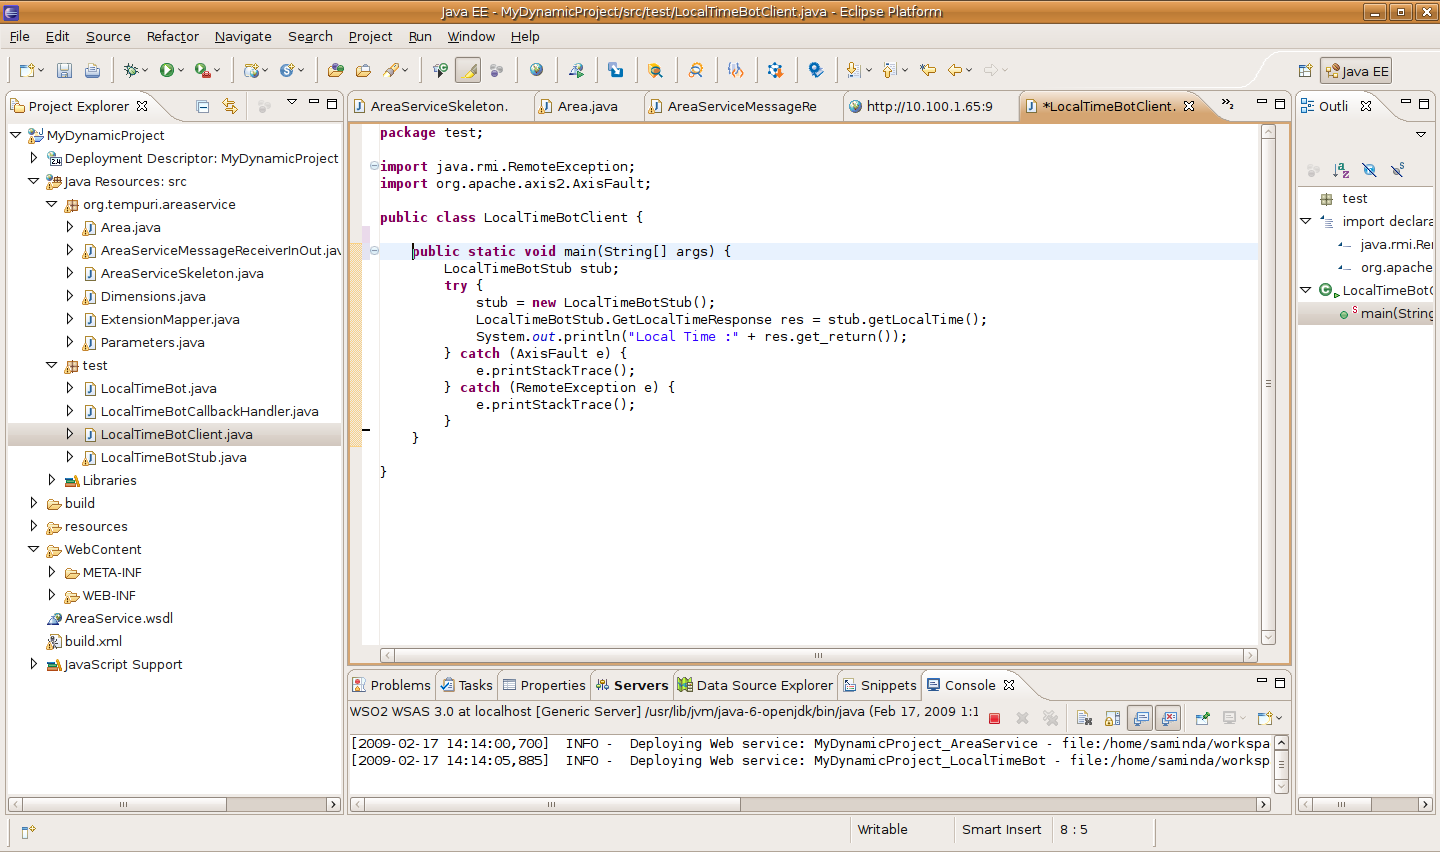 Java EE - MyDynamicProject/src/test/LocalTimeBotClient.java - Eclipse Platform
File Edit Source Refactor Navigate Search Project Run Window Help
Java EE
Project Explorer
MyDynamicProject
Deployment Descriptor: MyDynamicProject
Java Resources: src
org.tempuri.areaservice
Area.java
AreaServiceMessageReceiverInOut.jav
AreaServiceSkeleton.java
Dimensions.java
ExtensionMapper.java
Parameters.java
test
LocalTimeBot.java
LocalTimeBotCallbackHandler.java
LocalTimeBotClient.java
LocalTimeBotStub.java
Libraries
build
resources
WebContent
META-INF
WEB-INF
AreaService.wsdl
build.xml
JavaScript Support
AreaServiceSkeleton. Area.java AreaServiceMessageRe http://10.100.1.65:9 *LocalTimeBotClient. »2
package test;
import java.rmi.RemoteException;
import org.apache.axis2.AxisFault;
public class LocalTimeBotClient {
public static void main(String[] args) {
LocalTimeBotStub stub;
try {
stub = new LocalTimeBotStub();
LocalTimeBotStub.GetLocalTimeResponse res = stub.getLocalTime();
System.out.println("Local Time :" + res.get_return());
} catch (AxisFault e) {
e.printStackTrace();
} catch (RemoteException e) {
e.printStackTrace();
}
}
}
Outli
test
import declara
java.rmi.Re
org.apache
LocalTimeBotC
main(String
Problems Tasks Properties Servers Data Source Explorer Snippets Console
WSO2 WSAS 3.0 at localhost [Generic Server] /usr/lib/jvm/java-6-openjdk/bin/java (Feb 17, 2009 1:1
[2009-02-17 14:14:00,700] INFO - Deploying Web service: MyDynamicProject_AreaService - file:/home/saminda/workspa
[2009-02-17 14:14:05,885] INFO - Deploying Web service: MyDynamicProject_LocalTimeBot - file:/home/saminda/worksp
Writable Smart Insert 8 : 5